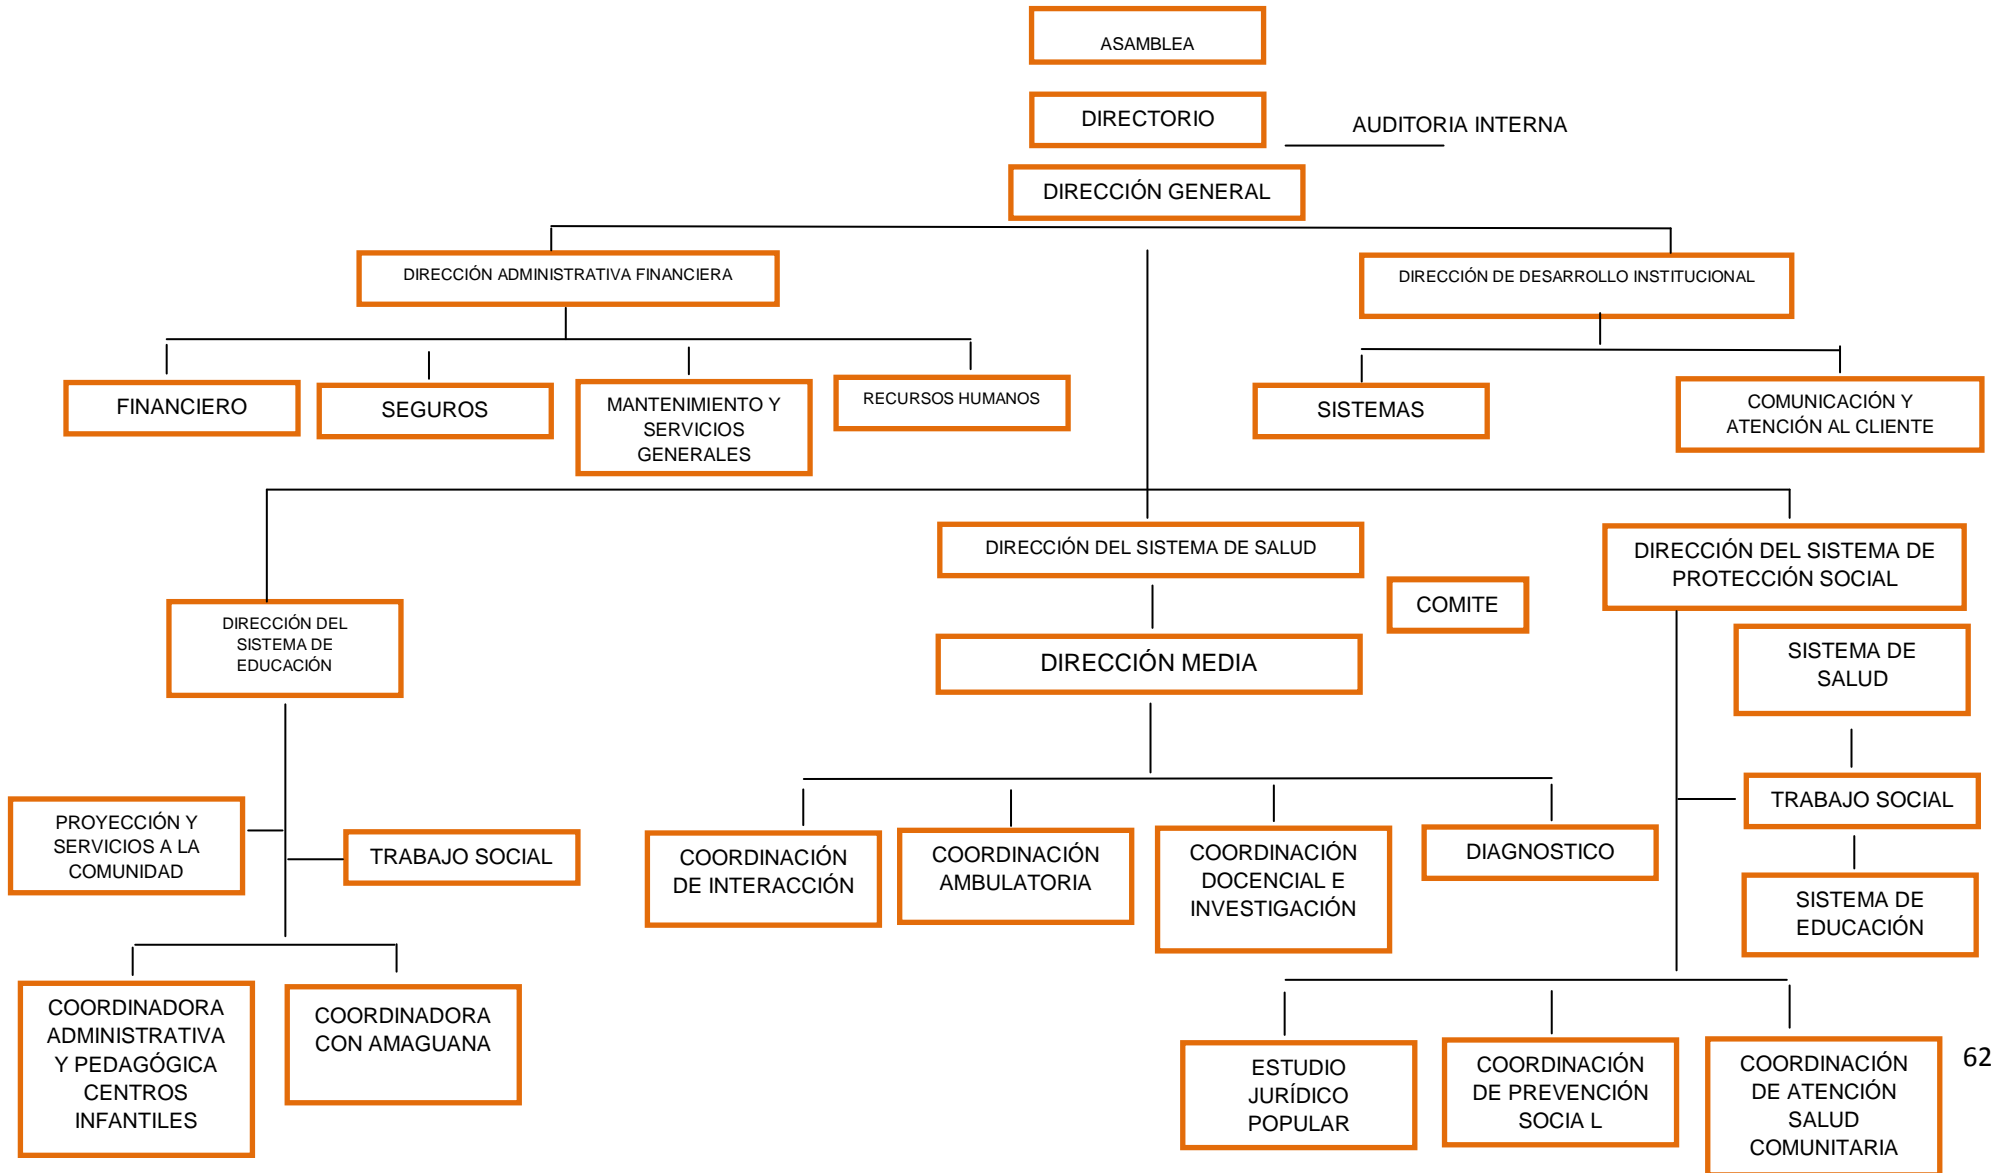 ASAMBLEA
DIRECTORIO
AUDITORIA INTERNA
DIRECCIÓN GENERAL
DIRECCIÓN ADMINISTRATIVA FINANCIERA
DIRECCIÓN DE DESARROLLO INSTITUCIONAL
FINANCIERO
SEGUROS
MANTENIMIENTO Y
SERVICIOS
GENERALES
RECURSOS HUMANOS
SISTEMAS
COMUNICACIÓN Y
ATENCIÓN AL CLIENTE
DIRECCIÓN DEL
SISTEMA DE
EDUCACIÓN
DIRECCIÓN DEL SISTEMA DE SALUD
COMITE
DIRECCIÓN MEDIA
DIRECCIÓN DEL SISTEMA DE
PROTECCIÓN SOCIAL
SISTEMA DE
SALUD
PROYECCIÓN Y
SERVICIOS A LA
COMUNIDAD
TRABAJO SOCIAL
COORDINACIÓN
DE INTERACCIÓN
COORDINACIÓN
AMBULATORIA
COORDINACIÓN
DOCENCIAL E
INVESTIGACIÓN
DIAGNOSTICO
TRABAJO SOCIAL
SISTEMA DE
EDUCACIÓN
COORDINADORA
ADMINISTRATIVA
Y PEDAGÓGICA
CENTROS
INFANTILES
COORDINADORA
CON AMAGUANA
ESTUDIO
JURÍDICO
POPULAR
COORDINACIÓN
DE PREVENCIÓN
SOCIA L
COORDINACIÓN
DE ATENCIÓN
SALUD
COMUNITARIA
62